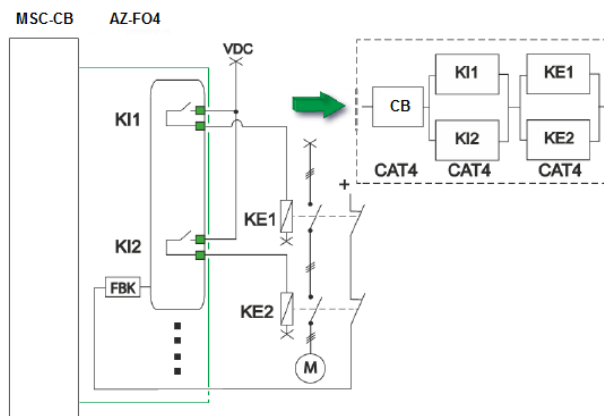 MSC-CB AZ-FO4
VDC
KI1
KI2
FBK
KE1
KE2
+
M
CB
KI1
KE1
KI2
KE2
CAT4 CAT4 CAT4